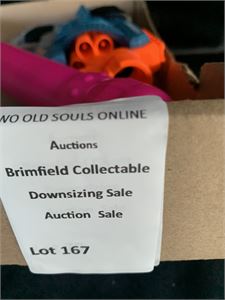 WO OLD SOULS ONLINE
Auctions
Brimfield Collectable
Downsizing Sale
Auction Sale
Lot 167